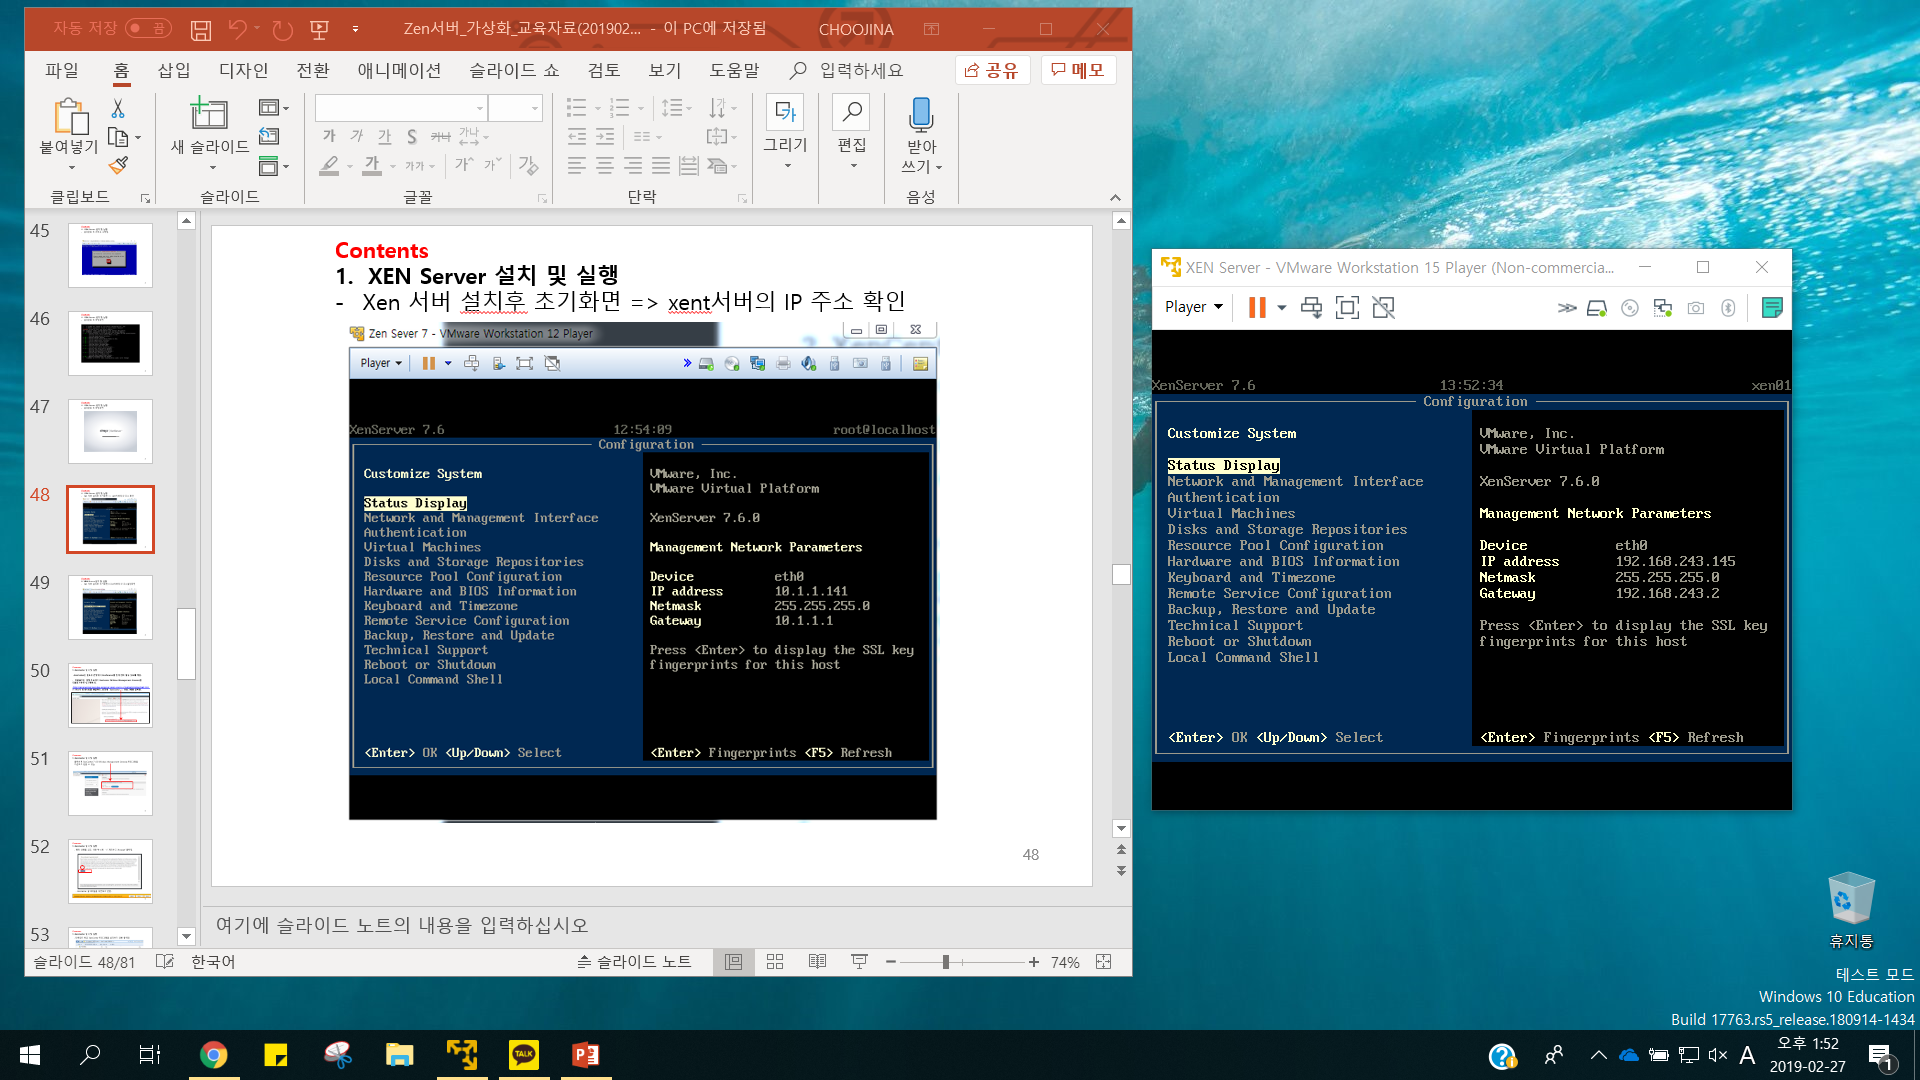 자동 저장 끔
Zen서버_가상화_교육자료(201902... - 이 PC에 저장됨
CHOOJINA
파일 홈 삽입 디자인 전환 애니메이션 슬라이드 쇼 검토 보기 도움말 입력하세요 공유 메모
붙여넣기
새 슬라이드
가 가 가 S 가나 가나
가 가가 가 가
그리기
편집
받아
쓰기
클립보드 슬라이드 글꼴 단락 음성
45
46
47
48
49
50
51
52
53
Contents
1. XEN Server 설치 및 실행
- Xen 서버 설치후 초기화면 => xent서버의 IP 주소 확인
Zen Sever 7 - VMware Workstation 12 Player
Player
XenServer 7.6 12:54:09 root@localhost
Configuration
Customize System
Status Display
Network and Management Interface
Authentication
Virtual Machines
Disks and Storage Repositories
Resource Pool Configuration
Hardware and BIOS Information
Keyboard and Timezone
Remote Service Configuration
Backup, Restore and Update
Technical Support
Reboot or Shutdown
Local Command Shell
<Enter> OK <Up/Down> Select
VMware, Inc.
VMware Virtual Platform
XenServer 7.6.0
Management Network Parameters
Device eth0
IP address 10.1.1.141
Netmask 255.255.255.0
Gateway 10.1.1.1
Press <Enter> to display the SSL key
fingerprints for this host
<Enter> Fingerprints <F5> Refresh
48
여기에 슬라이드 노트의 내용을 입력하십시오
슬라이드 48/81 한국어 슬라이드 노트 74%
XEN Server - VMware Workstation 15 Player (Non-commercia...
Player
XenServer 7.6 13:52:34 xen01
Configuration
Customize System
Status Display
Network and Management Interface
Authentication
Virtual Machines
Disks and Storage Repositories
Resource Pool Configuration
Hardware and BIOS Information
Keyboard and Timezone
Remote Service Configuration
Backup, Restore and Update
Technical Support
Reboot or Shutdown
Local Command Shell
<Enter> OK <Up/Down> Select
VMware, Inc.
VMware Virtual Platform
XenServer 7.6.0
Management Network Parameters
Device eth0
IP address 192.168.243.145
Netmask 255.255.255.0
Gateway 192.168.243.2
Press <Enter> to display the SSL key
fingerprints for this host
<Enter> Fingerprints <F5> Refresh
휴지통
테스트 모드
Windows 10 Education
Build 17763.rs5_release.180914-1434
TALK
A
오후 1:52
2019-02-27
1